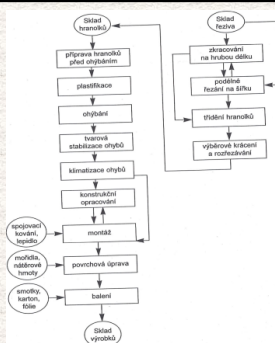 Sklad
hranolků
příprava hranolků
před ohýbáním
plastifikace
ohýbání
tvarová
stabilizace ohybů
klimatizace ohybů
konstrukční
opracování
spojovací
kování,
lepidlo
montáž
mořidla,
nátěrové
hmoty
povrchová úprava
smotky,
karton,
fólie
balení
Sklad
výrobků
Sklad
řeziva
zkracování
na hrubou délku
podélné
řezání na šířku
třídění hranolků
výběrové krácení
a rozřezávání